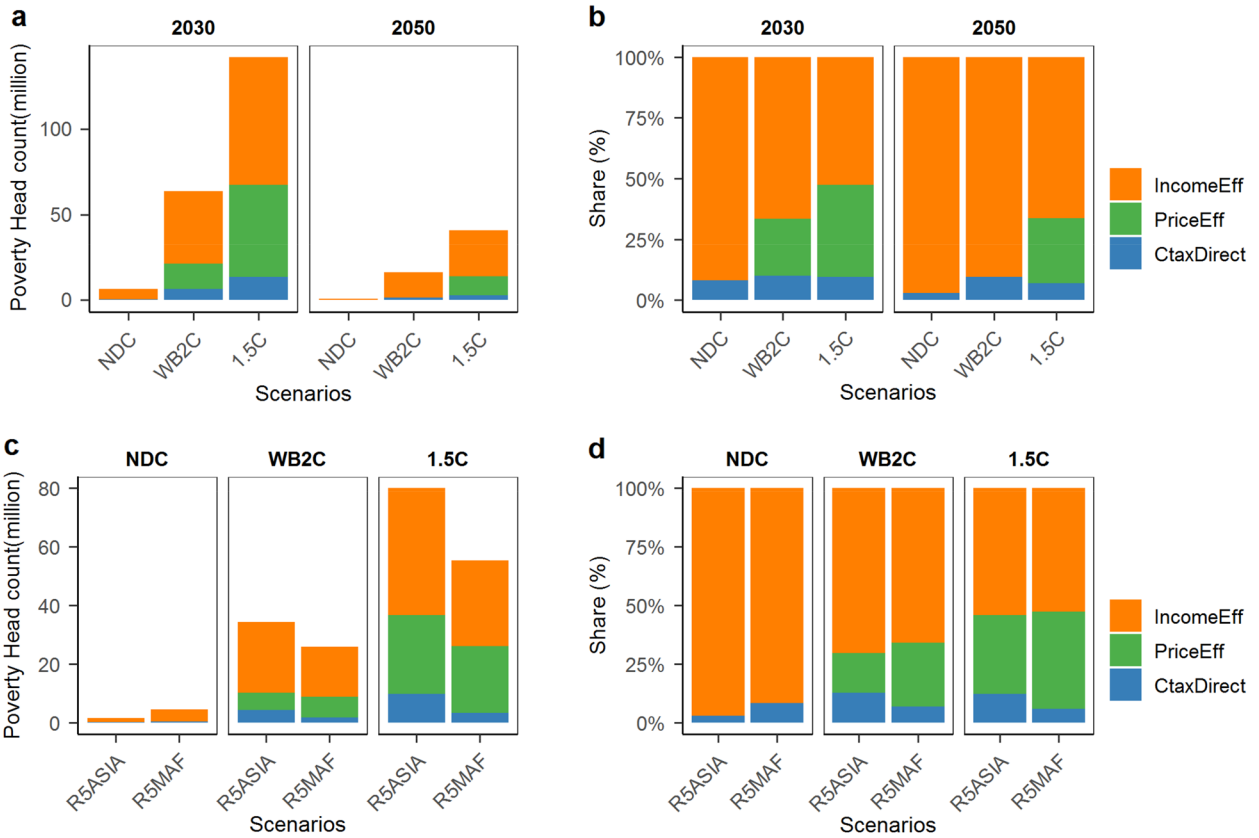 a
2030
2050
Poverty Head count(million)
100
50
0
NDC
WB2C
1.5C
NDC
WB2C
1.5C
Scenarios
b
2030
2050
Share (%)
100%
75%
50%
25%
0%
NDC
WB2C
1.5C
NDC
WB2C
1.5C
Scenarios
IncomeEff
PriceEff
CtaxDirect
c
NDC
WB2C
1.5C
Poverty Head count(million)
80
60
40
20
0
R5ASIA
R5MAF
R5ASIA
R5MAF
R5ASIA
R5MAF
Scenarios
d
NDC
WB2C
1.5C
Share (%)
100%
75%
50%
25%
0%
R5ASIA
R5MAF
R5ASIA
R5MAF
R5ASIA
R5MAF
Scenarios
IncomeEff
PriceEff
CtaxDirect